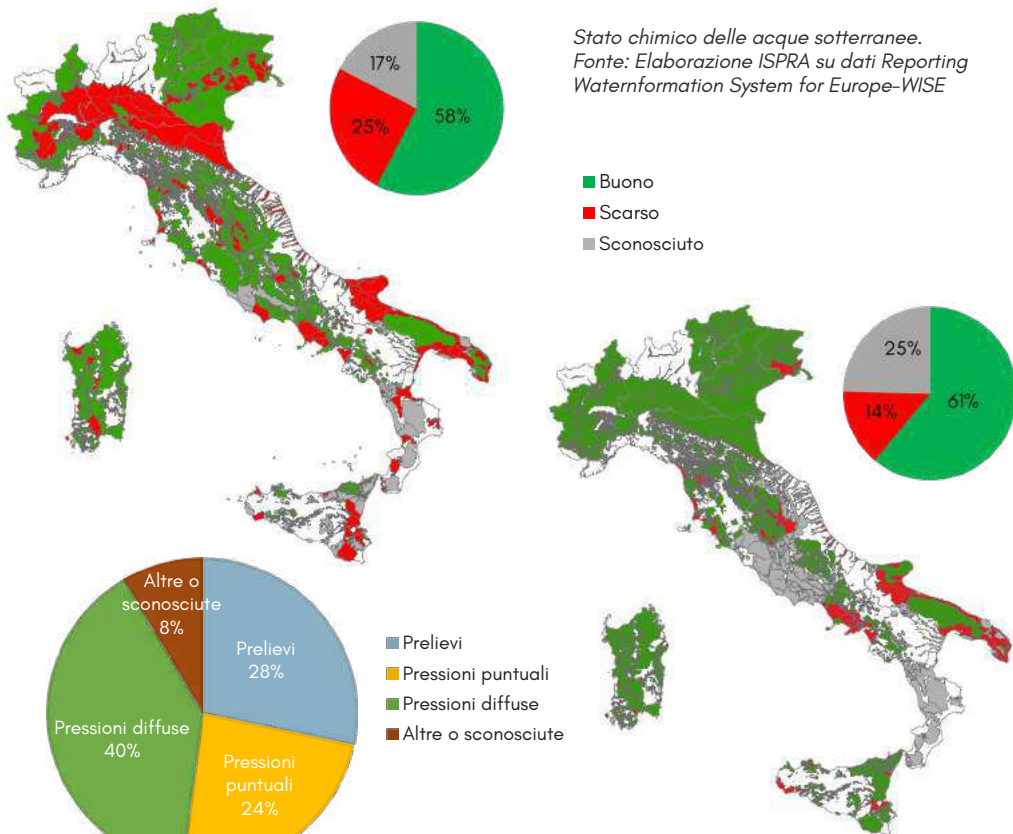 Stato chimico delle acque sotterranee.
Fonte: Elaborazione ISPRA su dati Reporting
Waternformation System for Europe-WISE
17%
58%
25%
Buono
Scarso
Sconosciuto
25%
61%
14%
Altre o
sconosciute
8%
Prelievi
28%
Pressioni diffuse
40%
Pressioni
puntuali
24%
Prelievi
Pressioni puntuali
Pressioni diffuse
Altre o sconosciute